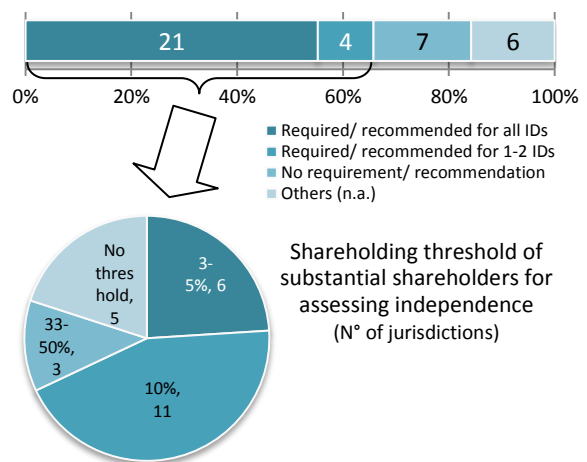 21 4 7 6
0% 20% 40% 60% 80% 100%
Required/ recommended for all IDs
Required/ recommended for 1-2 IDs
No requirement/ recommendation
Others (n.a.)
Shareholding threshold of
substantial shareholders for
assessing independence
(N° of jurisdictions)
3-
5%, 6
10%,
11
33-
50%,
3
No
thres
hold,
5